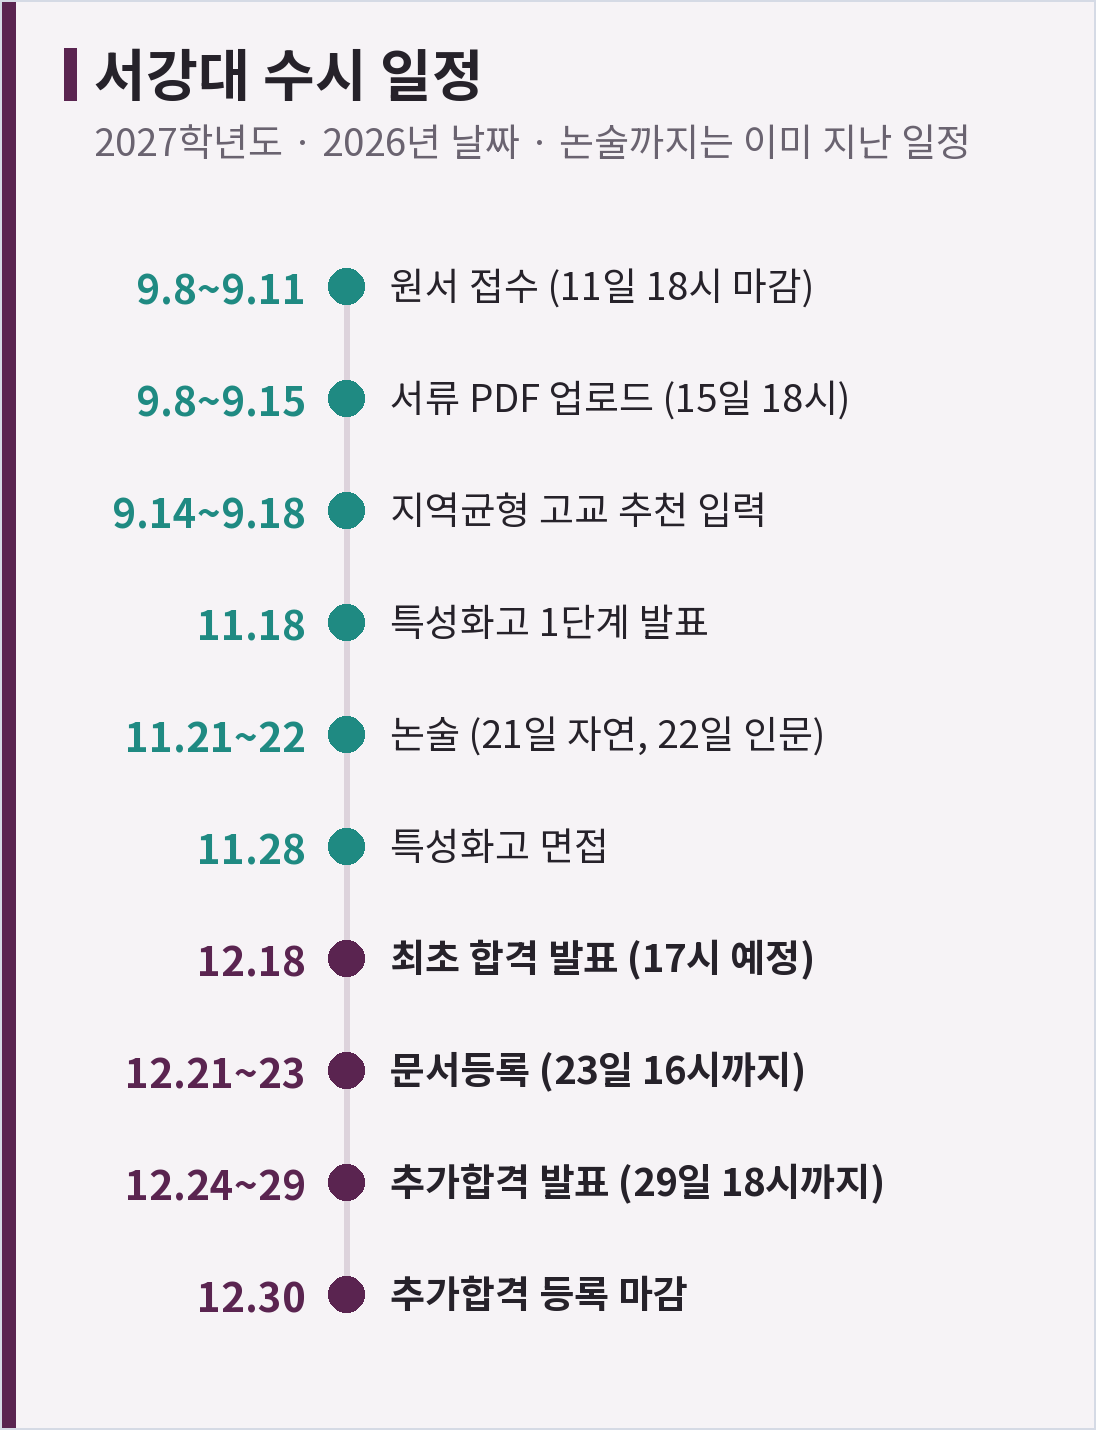 서강대 수시 일정
2027학년도 · 2026년 날짜 · 논술까지는 이미 지난 일정
9.8~9.11 원서 접수 (11일 18시 마감)
9.8~9.15 서류 PDF 업로드 (15일 18시)
9.14~9.18 지역균형 고교 추천 입력
11.18 특성화고 1단계 발표
11.21~22 논술 (21일 자연, 22일 인문)
11.28 특성화고 면접
12.18 최초 합격 발표 (17시 예정)
12.21~23 문서등록 (23일 16시까지)
12.24~29 추가합격 발표 (29일 18시까지)
12.30 추가합격 등록 마감